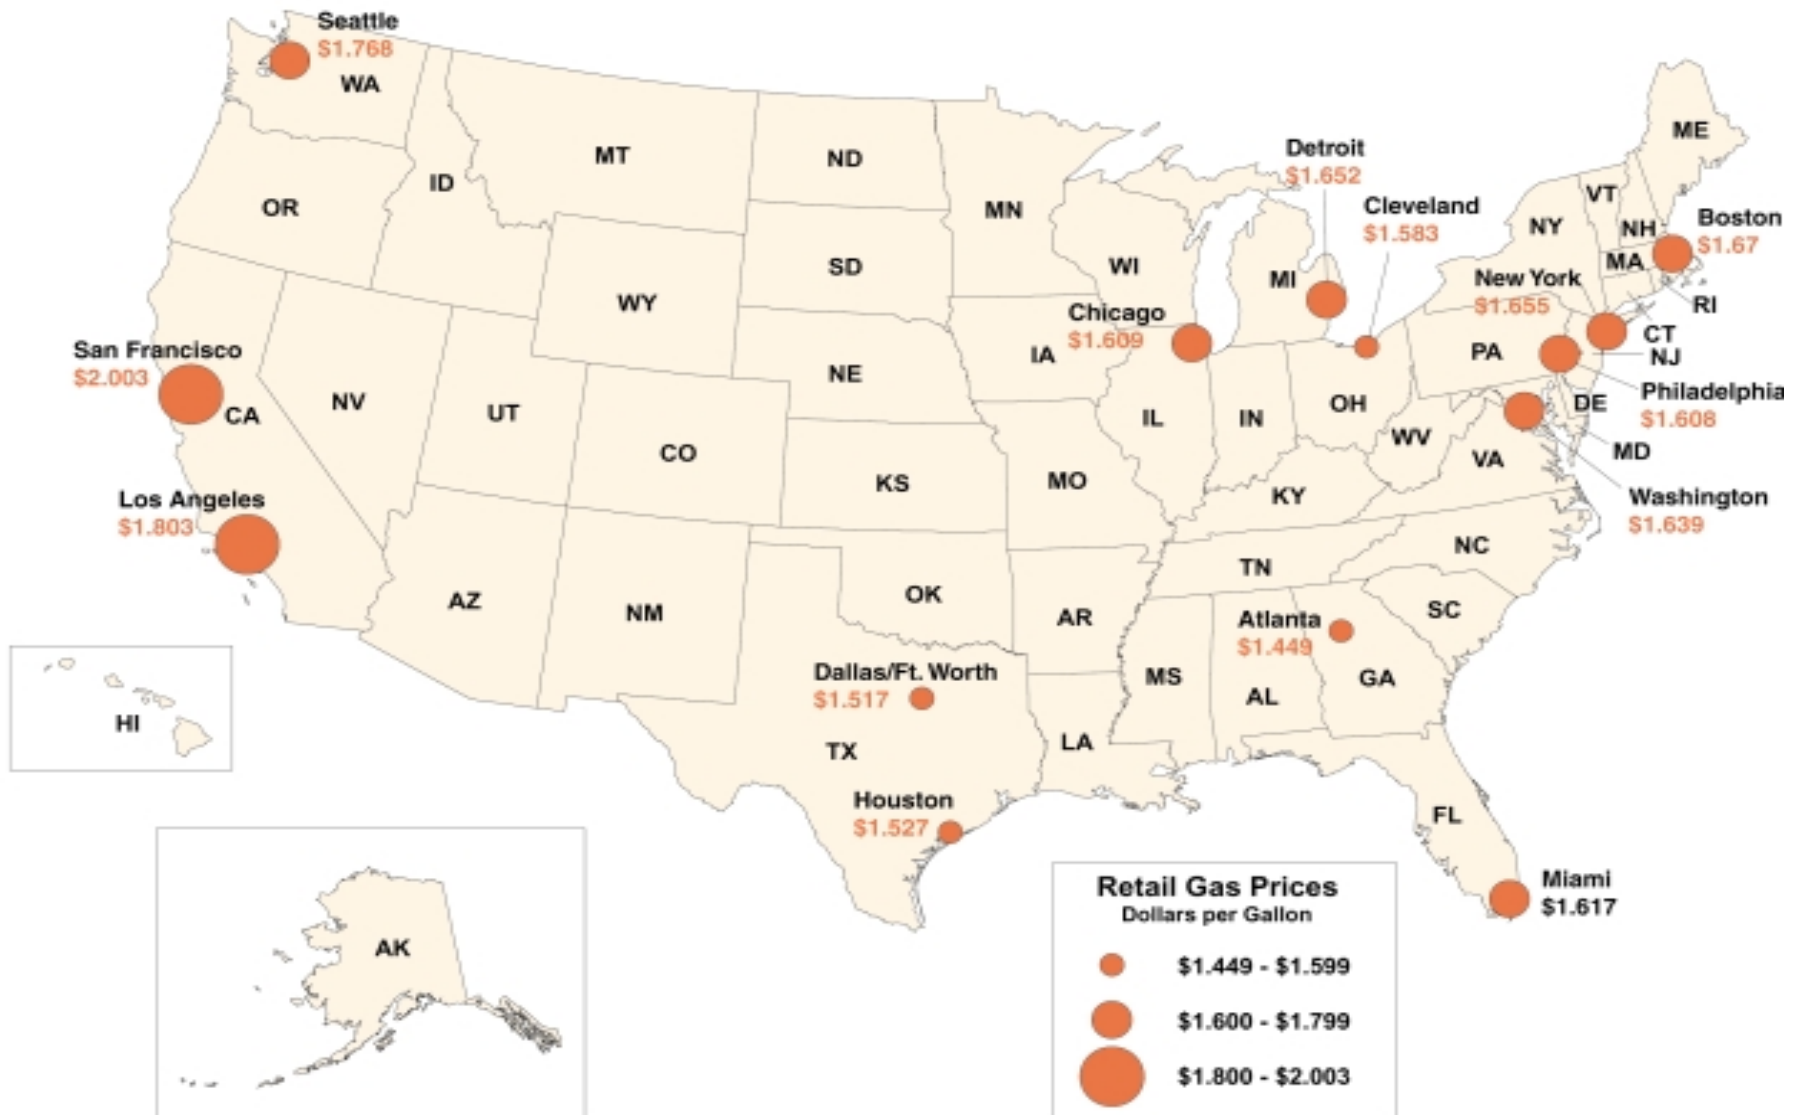 Seattle
$1.768
WA
MT
ND
ME
Detroit
$1.652
ID
OR
MN
VT
Cleveland
$1.583
NY
NH
Boston
$1.67
WI
SD
MI
MA
New York
$1.655
WY
RI
Chicago
$1.609
CT
NJ
San Francisco
$2.003
IA
PA
NE
Philadelphia
$1.608
NV
UT
CA
IL
IN
OH
DE
CO
WV
MD
KS
MO
VA
KY
Los Angeles
$1.803
Washington
$1.639
NC
TN
OK
AZ
NM
AR
SC
Atlanta
$1.449
Dallas/Ft. Worth
$1.517
MS
AL
GA
HI
TX
LA
Houston
$1.527
FL
Miami
$1.617
AK
Retail Gas Prices
Dollars per Gallon
$1.449 - $1.599
$1.600 - $1.799
$1.800 - $2.003